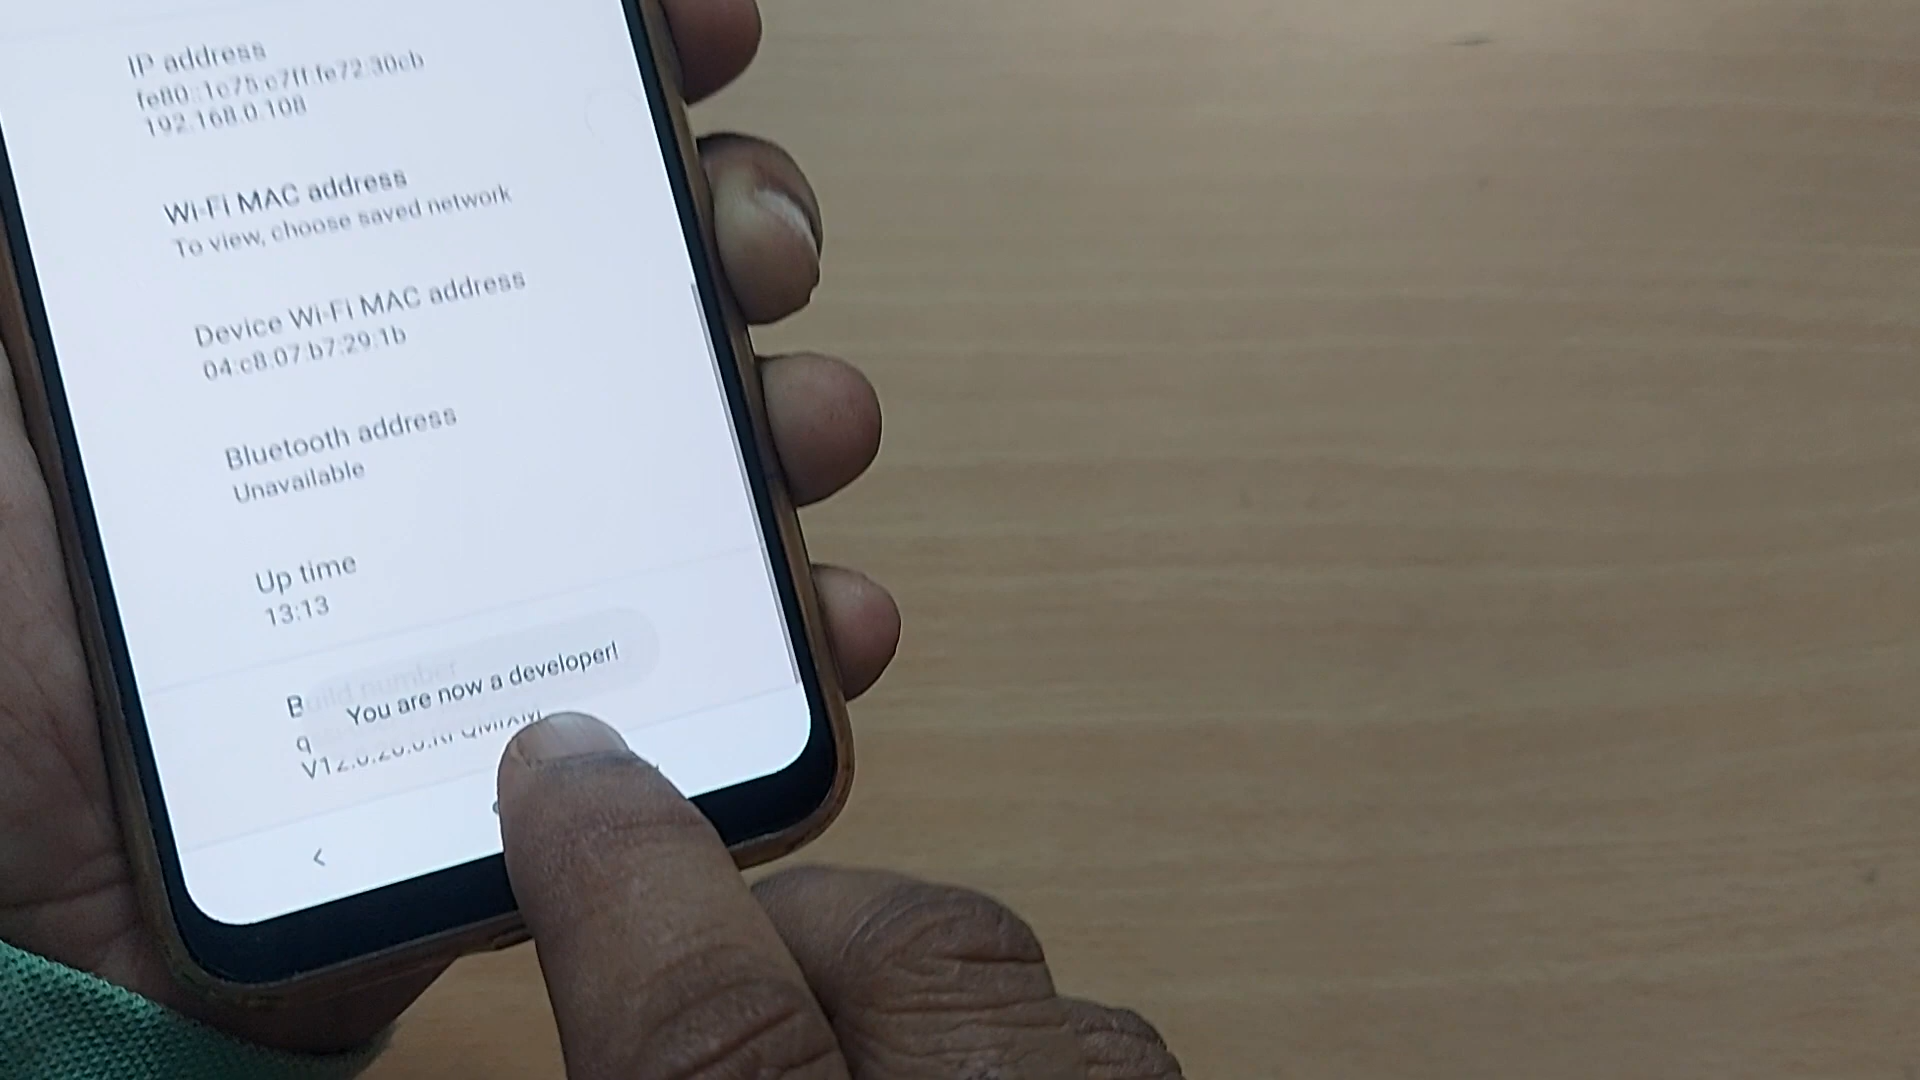 IP address
fe80::1c75:c7ff:fe72:30cb
192.168.0.108
Wi-Fi MAC address
To view, choose saved network
Device Wi-Fi MAC address
04:c8:07:b7:29:1b
Bluetooth address
Unavailable
Up time
13:13
Build number
You are now a developer!